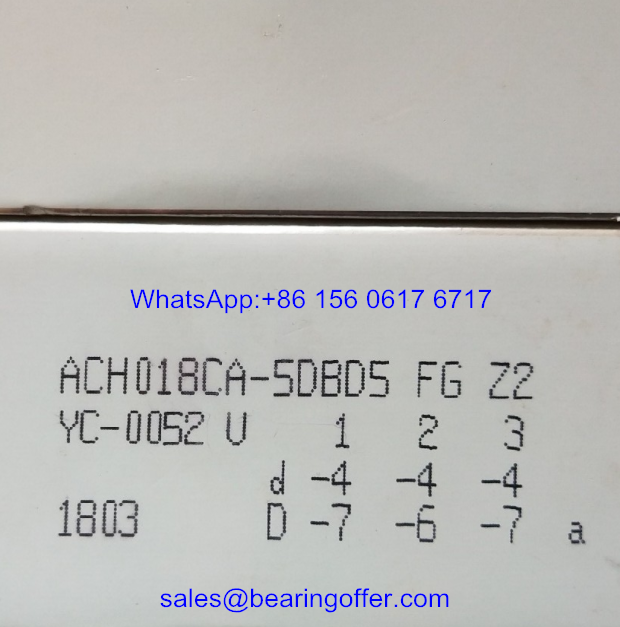 WhatsApp:+86 156 0617 6717
ACH018CA-5DBD5 FG Z2
YC-0052 U 1 2 3
d -4 -4 -4
1803 D -7 -6 -7 a
sales@bearingoffer.com